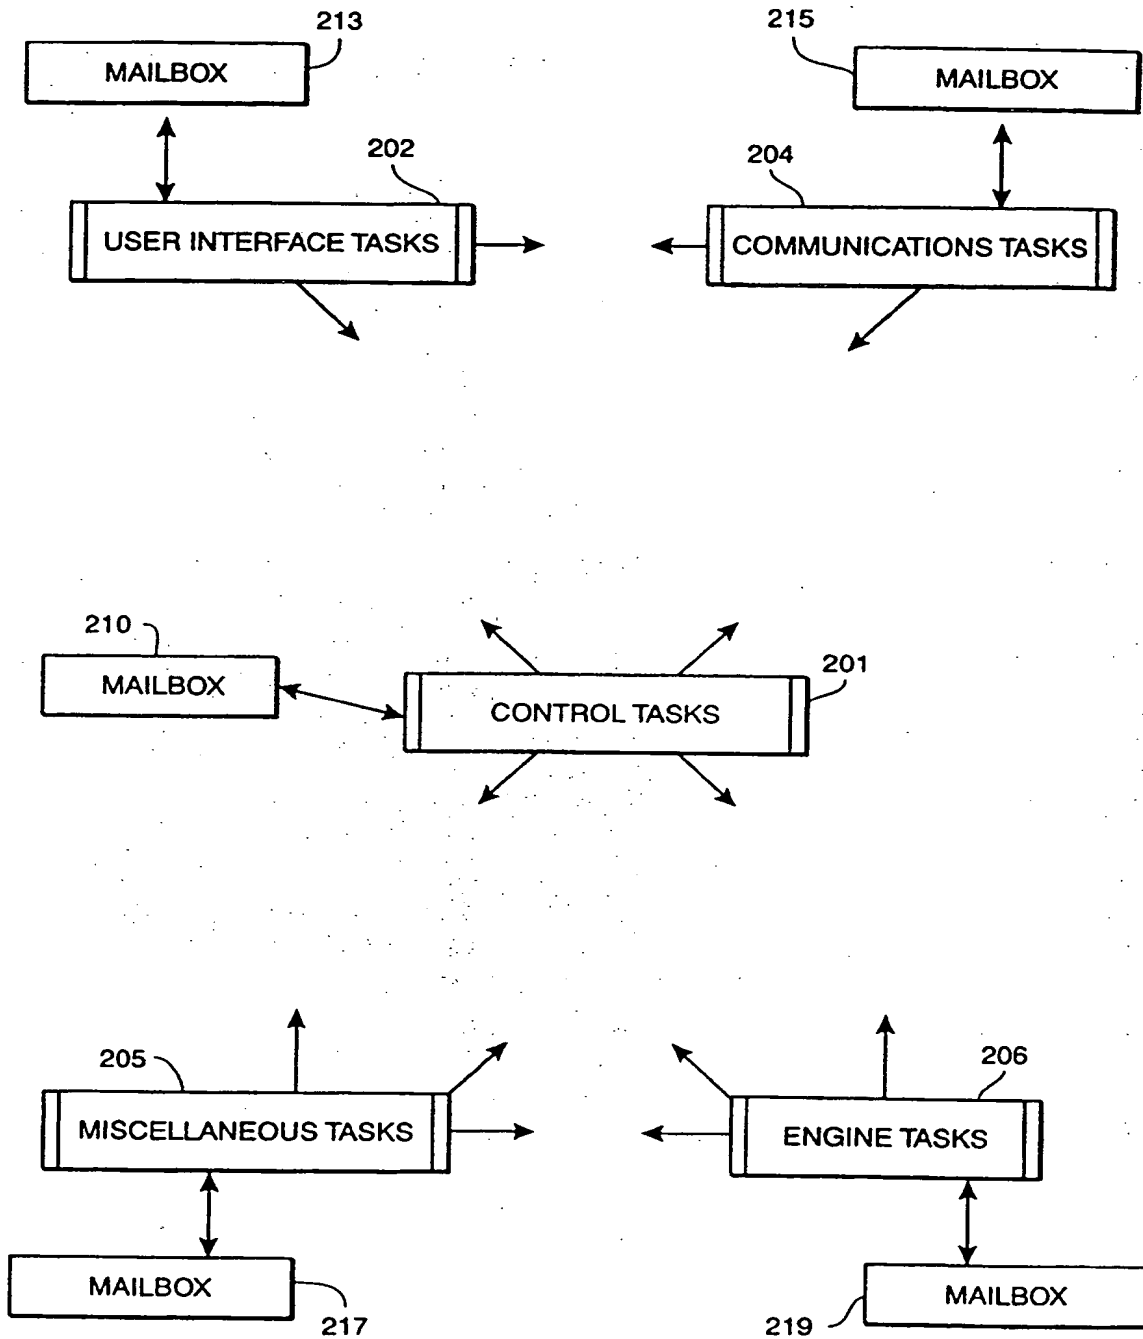 213
MAILBOX
215
MAILBOX
202
USER INTERFACE TASKS
204
COMMUNICATIONS TASKS
210
MAILBOX
201
CONTROL TASKS
205
MISCELLANEOUS TASKS
206
ENGINE TASKS
MAILBOX
217
MAILBOX
219